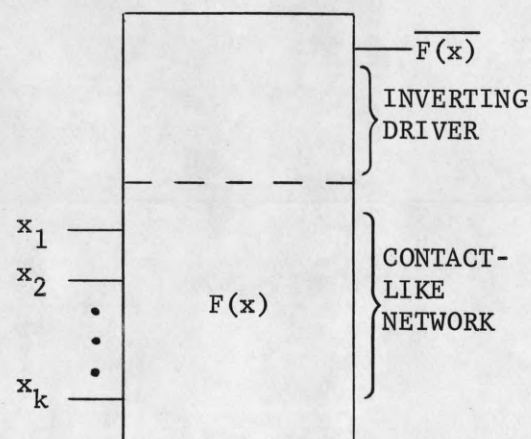 F(x)
INVERTING
DRIVER
x1
x2
xk
F(x)
CONTACT-
LIKE
NETWORK